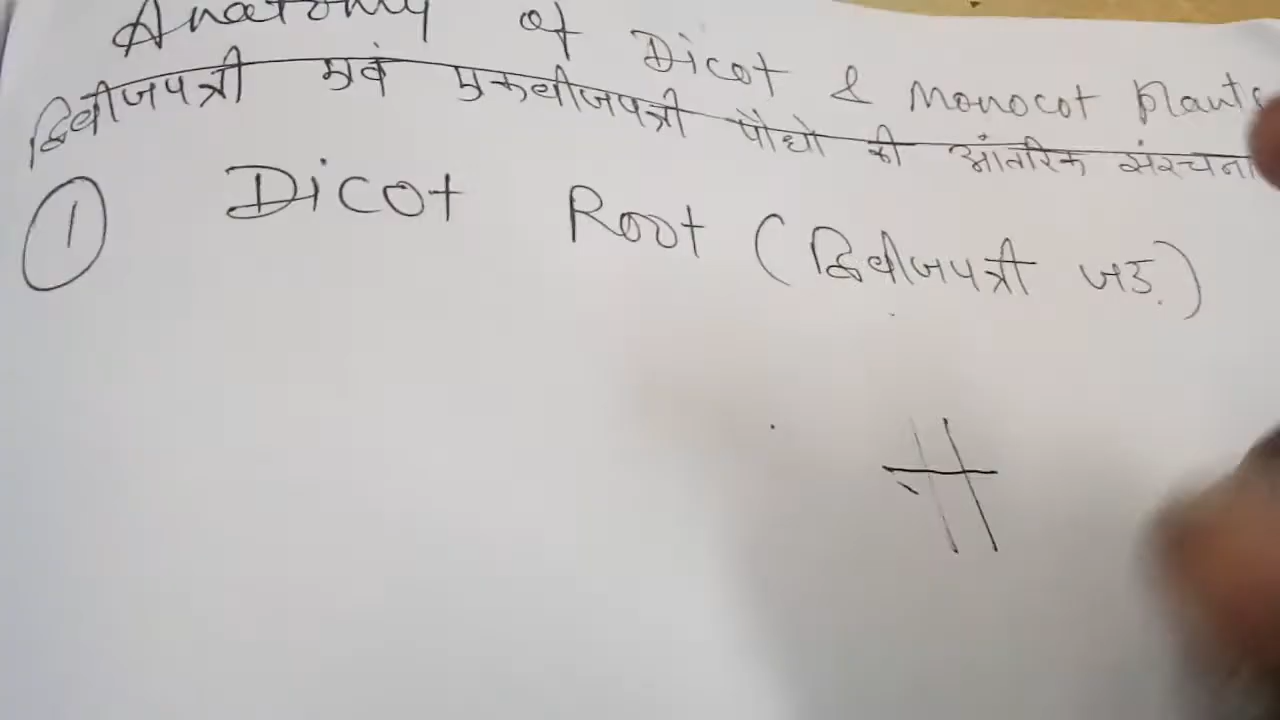 Anatomy of Dicot & Monocot plants
द्विबीजपत्री एवं एकबीजपत्री पौधो की आंतरिक संरचना
① Dicot Root (द्विबीजपत्री जड़)